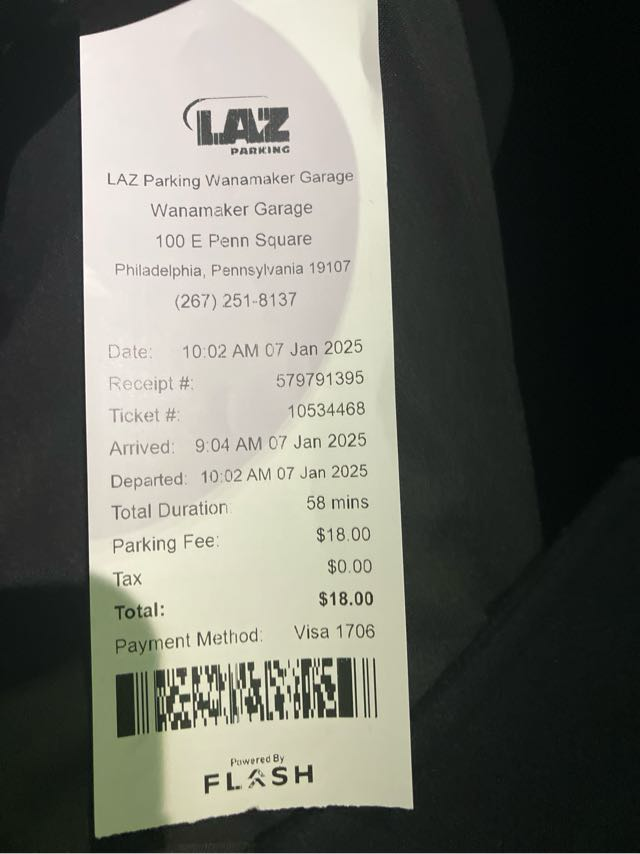 LAZ
PARKING
LAZ Parking Wanamaker Garage
Wanamaker Garage
100 E Penn Square
Philadelphia, Pennsylvania 19107
(267) 251-8137
Date: 10:02 AM 07 Jan 2025
Receipt #: 579791395
Ticket #: 10534468
Arrived: 9:04 AM 07 Jan 2025
Departed: 10:02 AM 07 Jan 2025
Total Duration: 58 mins
Parking Fee: $18.00
Tax $0.00
Total: $18.00
Payment Method: Visa 1706
Powered By
FLASH